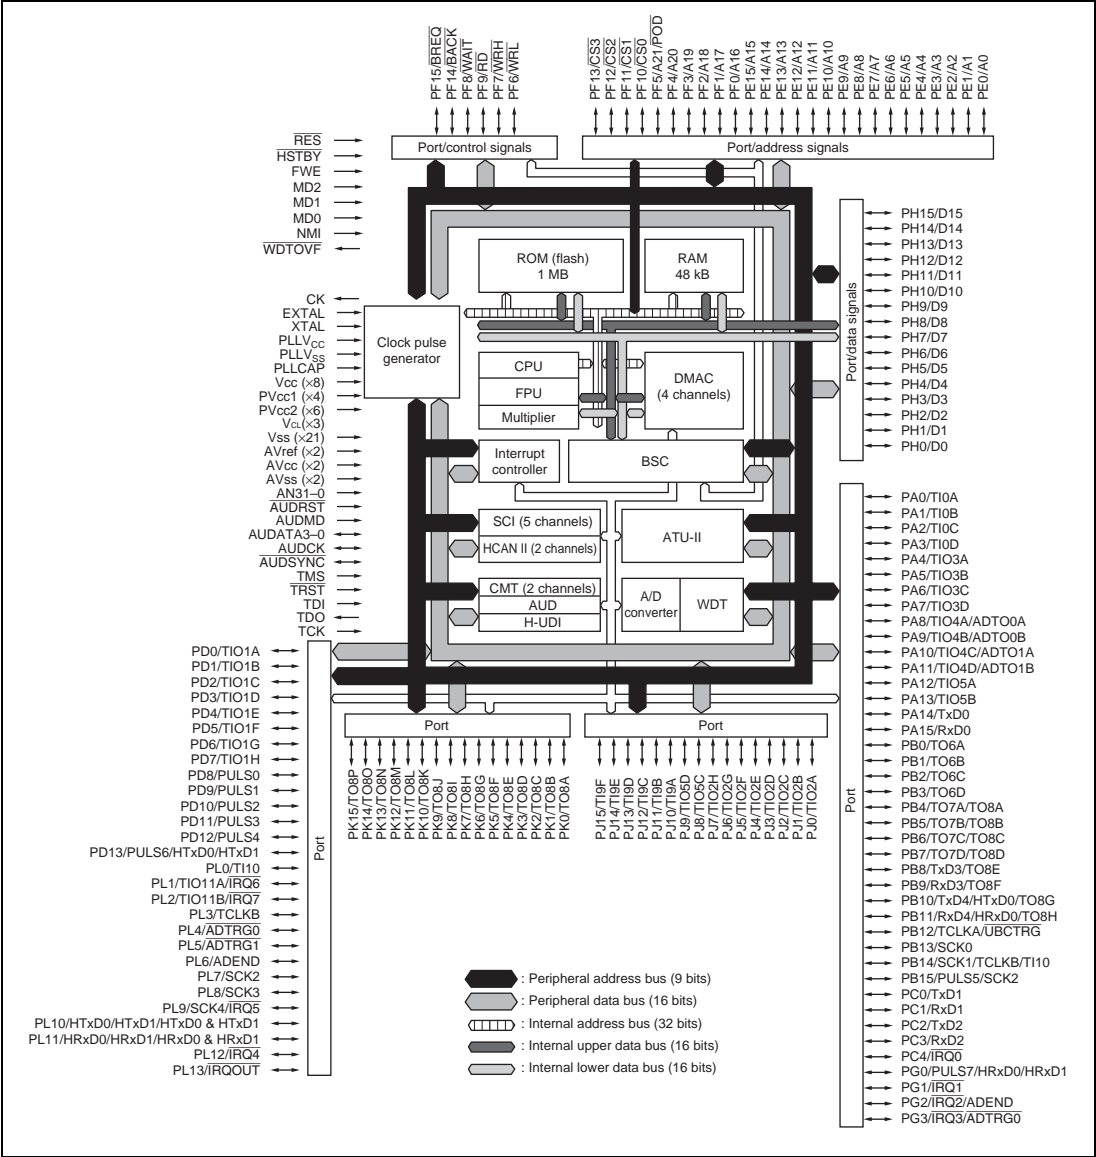 PF15/BREQ
PF14/BACK
PF8/WAIT
PF9/RD
PF7/WRH
PF6/WRL
PF13/CS3
PF12/CS2
PF11/CS1
PF10/CS0
PF5/A21/POD
PF4/A20
PF3/A19
PF2/A18
PF1/A17
PF0/A16
PE15/A15
PE14/A14
PE13/A13
PE12/A12
PE11/A11
PE10/A10
PE9/A9
PE8/A8
PE7/A7
PE6/A6
PE5/A5
PE4/A4
PE3/A3
PE2/A2
PE1/A1
PE0/A0
Port/control signals
Port/address signals
RES
HSTBY
FWE
MD2
MD1
MD0
NMI
WDTOVF
CK
EXTAL
XTAL
PLLVCC
PLLVSS
PLLCAP
Vcc (×8)
PVcc1 (×4)
PVcc2 (×6)
VCL(×3)
Vss (×21)
AVref (×2)
AVcc (×2)
AVss (×2)
AN31–0
AUDRST
AUDMD
AUDATA3–0
AUDCK
AUDSYNC
TMS
TRST
TDI
TDO
TCK
ROM (flash)
1 MB
RAM
48 kB
Clock pulse
generator
CPU
FPU
Multiplier
DMAC
(4 channels)
Interrupt
controller
BSC
SCI (5 channels)
HCAN II (2 channels)
ATU-II
CMT (2 channels)
AUD
H-UDI
A/D
converter
WDT
Port/data signals
PH15/D15
PH14/D14
PH13/D13
PH12/D12
PH11/D11
PH10/D10
PH9/D9
PH8/D8
PH7/D7
PH6/D6
PH5/D5
PH4/D4
PH3/D3
PH2/D2
PH1/D1
PH0/D0
PD0/TIO1A
PD1/TIO1B
PD2/TIO1C
PD3/TIO1D
PD4/TIO1E
PD5/TIO1F
PD6/TIO1G
PD7/TIO1H
PD8/PULS0
PD9/PULS1
PD10/PULS2
PD11/PULS3
PD12/PULS4
PD13/PULS6/HTxD0/HTxD1
PL0/TI10
PL1/TIO11A/IRQ6
PL2/TIO11B/IRQ7
PL3/TCLKB
PL4/ADTRG0
PL5/ADTRG1
PL6/ADEND
PL7/SCK2
PL8/SCK3
PL9/SCK4/IRQ5
PL10/HTxD0/HTxD1/HTxD0 & HTxD1
PL11/HRxD0/HRxD1/HRxD0 & HRxD1
PL12/IRQ4
PL13/IRQOUT
Port
Port
Port
PK15/TO8P
PK14/TO8O
PK13/TO8N
PK12/TO8M
PK11/TO8L
PK10/TO8K
PK9/TO8J
PK8/TO8I
PK7/TO8H
PK6/TO8G
PK5/TO8F
PK4/TO8E
PK3/TO8D
PK2/TO8C
PK1/TO8B
PK0/TO8A
PJ15/TI9F
PJ14/TI9E
PJ13/TI9D
PJ12/TI9C
PJ11/TI9B
PJ10/TI9A
PJ9/TIO5D
PJ8/TIO5C
PJ7/TIO2H
PJ6/TIO2G
PJ5/TIO2F
PJ4/TIO2E
PJ3/TIO2D
PJ2/TIO2C
PJ1/TIO2B
PJ0/TIO2A
Port
PA0/TI0A
PA1/TI0B
PA2/TI0C
PA3/TI0D
PA4/TIO3A
PA5/TIO3B
PA6/TIO3C
PA7/TIO3D
PA8/TIO4A/ADTO0A
PA9/TIO4B/ADTO0B
PA10/TIO4C/ADTO1A
PA11/TIO4D/ADTO1B
PA12/TIO5A
PA13/TIO5B
PA14/TxD0
PA15/RxD0
PB0/TO6A
PB1/TO6B
PB2/TO6C
PB3/TO6D
PB4/TO7A/TO8A
PB5/TO7B/TO8B
PB6/TO7C/TO8C
PB7/TO7D/TO8D
PB8/TxD3/TO8E
PB9/RxD3/TO8F
PB10/TxD4/HTxD0/TO8G
PB11/RxD4/HRxD0/TO8H
PB12/TCLKA/UBCTRG
PB13/SCK0
PB14/SCK1/TCLKB/TI10
PB15/PULS5/SCK2
PC0/TxD1
PC1/RxD1
PC2/TxD2
PC3/RxD2
PC4/IRQ0
PG0/PULS7/HRxD0/HRxD1
PG1/IRQ1
PG2/IRQ2/ADEND
PG3/IRQ3/ADTRG0
: Peripheral address bus (9 bits)
: Peripheral data bus (16 bits)
: Internal address bus (32 bits)
: Internal upper data bus (16 bits)
: Internal lower data bus (16 bits)